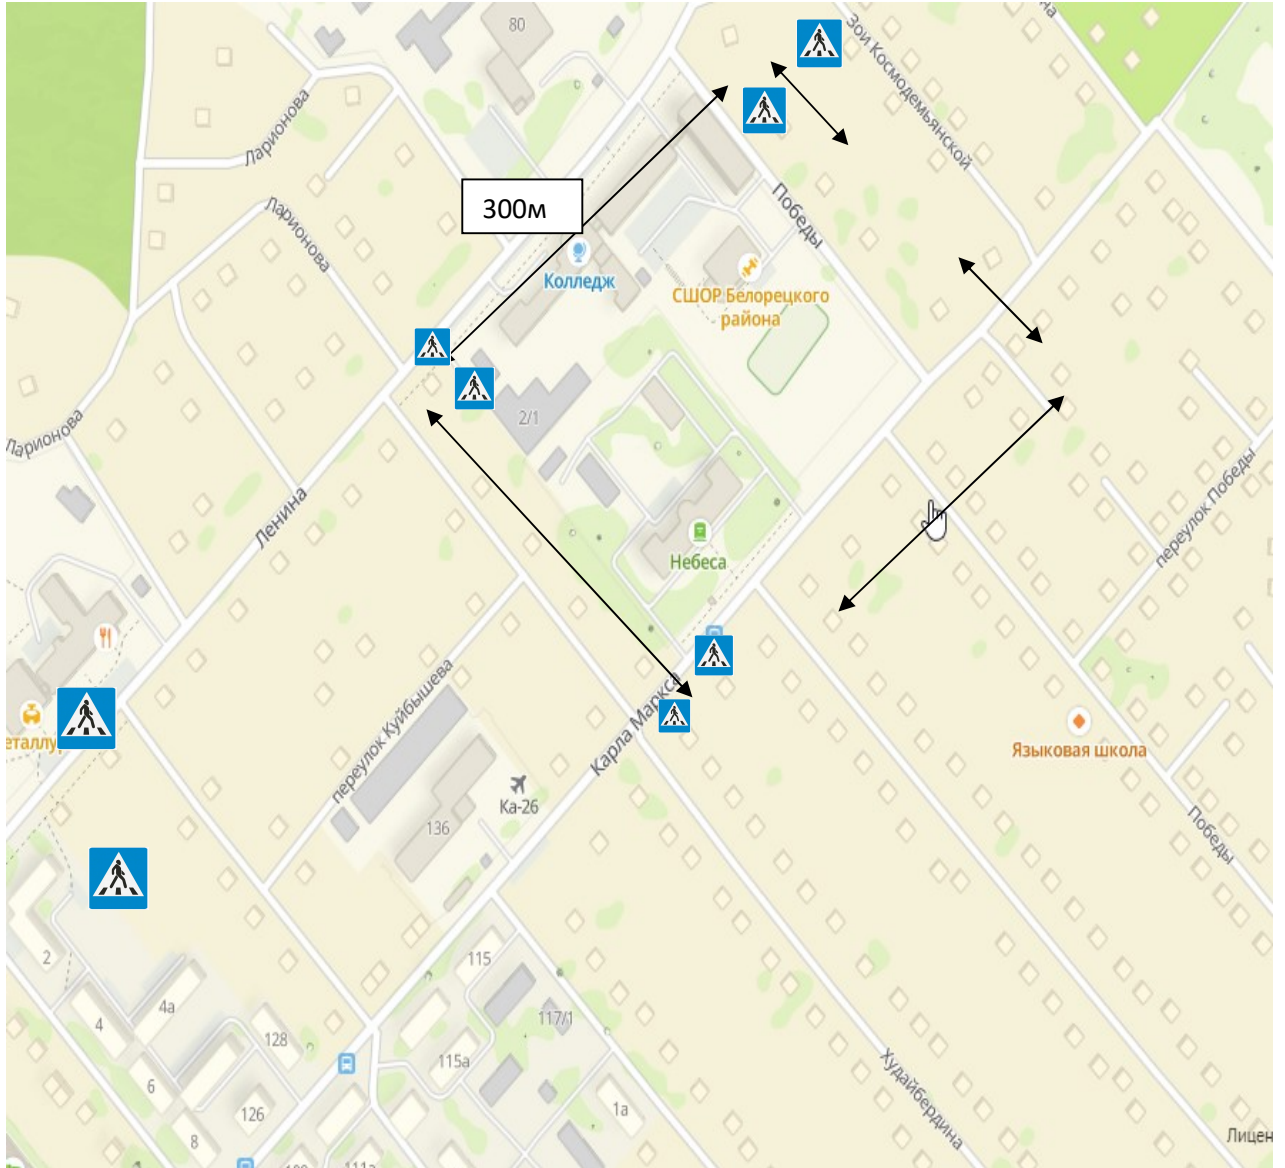 80
Зои Космодемьянской
Ларионова
300м
Ларионова
Победы
Колледж
СШОР Белорецкого
района
2/1
Ларионова
Ленина
переулок Победы
Небеса
переулок Куйбышева
Карла Маркса
Языковая школа
Ка-26
136
Победы
2
115
4а
4
117/1
128
115а
6
Худайбердина
126
1а
8
Лицен